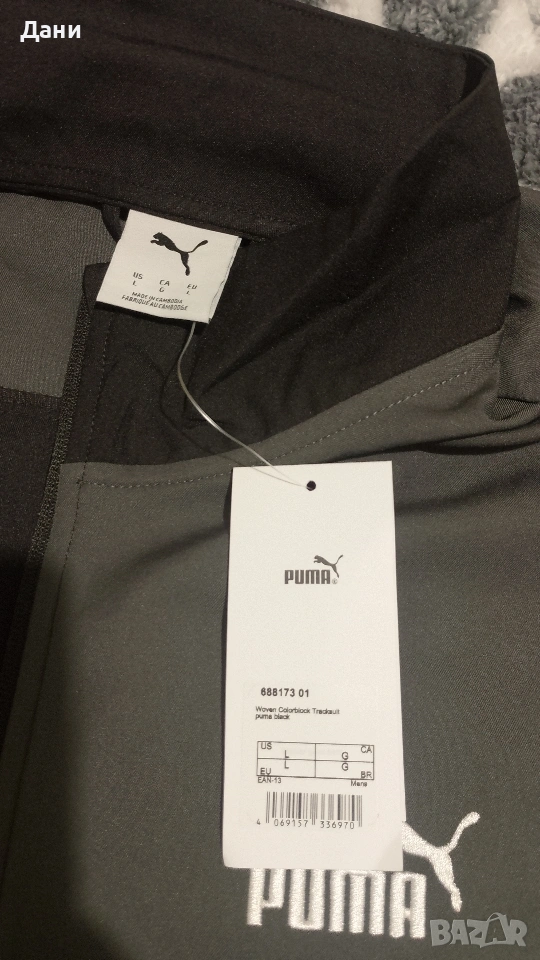 Дани
US CA EU
L G L
MADE IN CAMBODIA
FABRIQUÉ AU CAMBODGE
PUMA
688173 01
Woven Colorblock Tracksuit
puma black
US L G CA
EU L G BR
EAN-13 Mens
4 069157 336970
PUMA
BAZAR